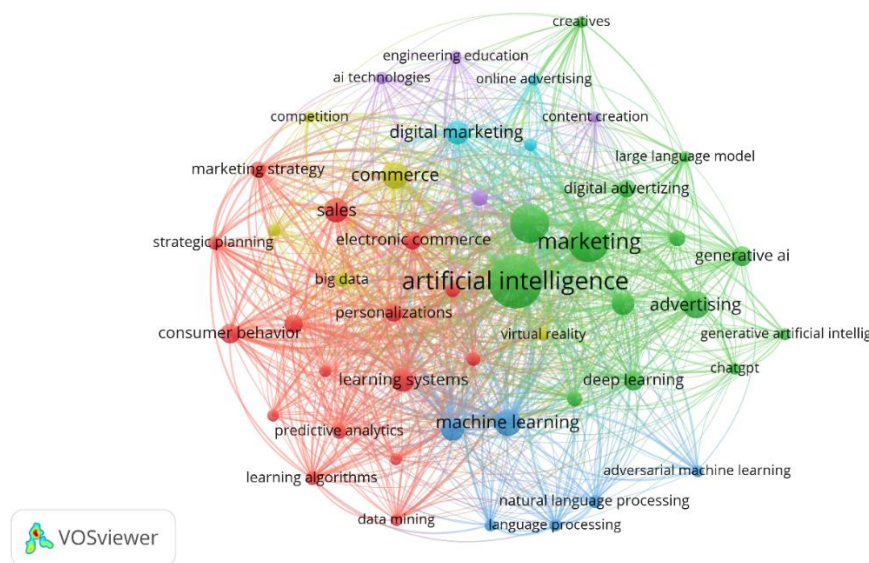 creatives
engineering education
ai technologies
online advertising
competition
content creation
digital marketing
large language model
marketing strategy
commerce
digital advertizing
sales
strategic planning
electronic commerce
marketing
generative ai
big data
artificial intelligence
personalizations
advertising
consumer behavior
virtual reality
generative artificial intellig
chatgpt
learning systems
deep learning
predictive analytics
machine learning
learning algorithms
adversarial machine learning
natural language processing
data mining
language processing
VOSviewer